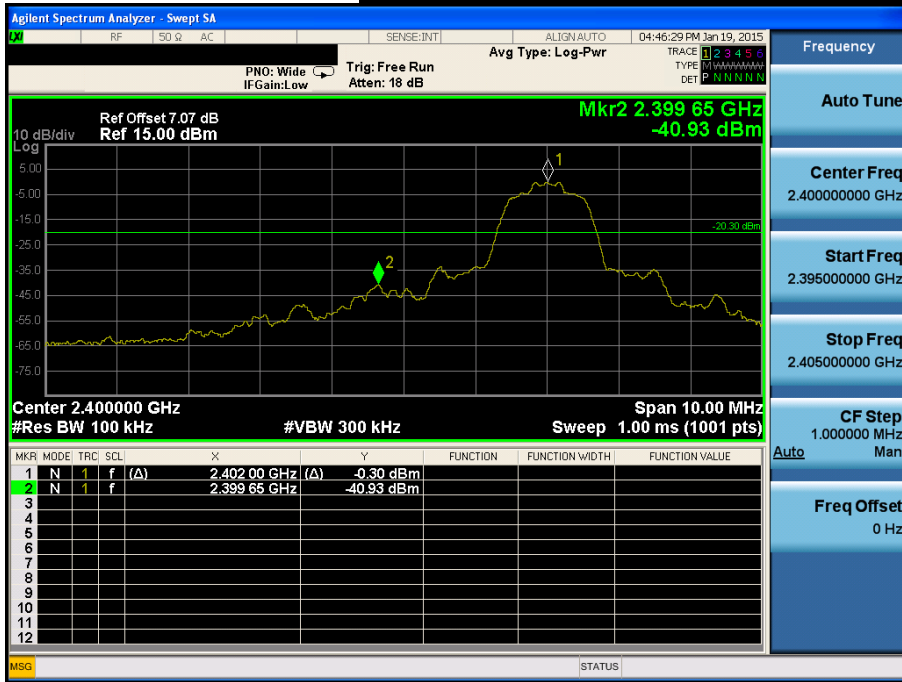 Agilent Spectrum Analyzer - Swept SA
LXI RF 50 Ω AC SENSE:INT ALIGN AUTO 04:46:29 PM Jan 19, 2015
Frequency
Avg Type: Log-Pwr TRACE 1 2 3 4 5 6
PNO: Wide Trig: Free Run TYPE MWWWWW
IFGain:Low Atten: 18 dB DET P N N N N N
Auto Tune
Mkr2 2.399 65 GHz
Ref Offset 7.07 dB
10 dB/div Ref 15.00 dBm -40.93 dBm
Log
5.00
-5.00
-15.0
-25.0
-35.0
-45.0
-55.0
-65.0
-75.0
1
-20.30 dBm
2
Center Freq
2.400000000 GHz
Start Freq
2.395000000 GHz
Stop Freq
2.405000000 GHz
Center 2.400000 GHz Span 10.00 MHz
#Res BW 100 kHz #VBW 300 kHz Sweep 1.00 ms (1001 pts)
CF Step
1.000000 MHz
Auto Man
MKR MODE TRC SCL X Y FUNCTION FUNCTION WIDTH FUNCTION VALUE
1 N 1 f (Δ) 2.402 00 GHz (Δ) -0.30 dBm
2 N 1 f 2.399 65 GHz -40.93 dBm
3
4
5
6
7
8
9
10
11
12
Freq Offset
0 Hz
MSG STATUS